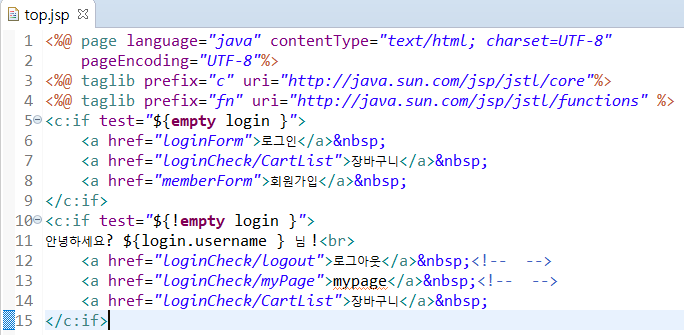 top.jsp
1 <%@ page language="java" contentType="text/html; charset=UTF-8"
2     pageEncoding="UTF-8"%>
3 <%@ taglib prefix="c" uri="http://java.sun.com/jsp/jstl/core"%>
4 <%@ taglib prefix="fn" uri="http://java.sun.com/jsp/jstl/functions" %>
5 <c:if test="${empty login }">
6     <a href="loginForm">로그인</a>&nbsp;
7     <a href="loginCheck/CartList">장바구니</a>&nbsp;
8     <a href="memberForm">회원가입</a>&nbsp;
9 </c:if>
10 <c:if test="${!empty login }">
11 안녕하세요? ${login.username } 님!<br>
12     <a href="loginCheck/logout">로그아웃</a>&nbsp;<!--  -->
13     <a href="loginCheck/myPage">mypage</a>&nbsp;<!--  -->
14     <a href="loginCheck/CartList">장바구니</a>&nbsp;
15 </c:if>